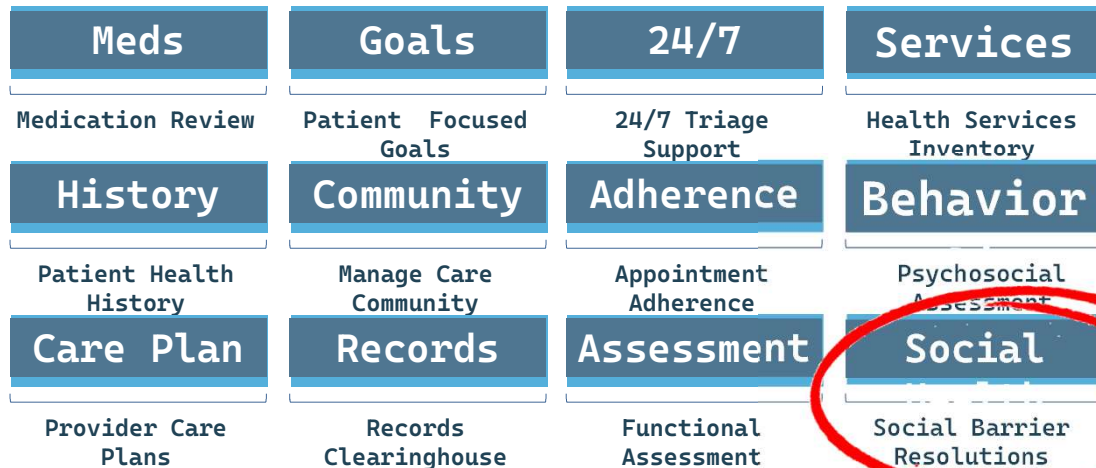 Meds Goals 24/7 Services
Medication Review Patient Focused Goals 24/7 Triage Support Health Services Inventory
History Community Adherence Behavior
Patient Health History Manage Care Community Appointment Adherence Psychosocial Assessment
Care Plan Records Assessment Social
Provider Care Plans Records Clearinghouse Functional Assessment Social Barrier Resolutions